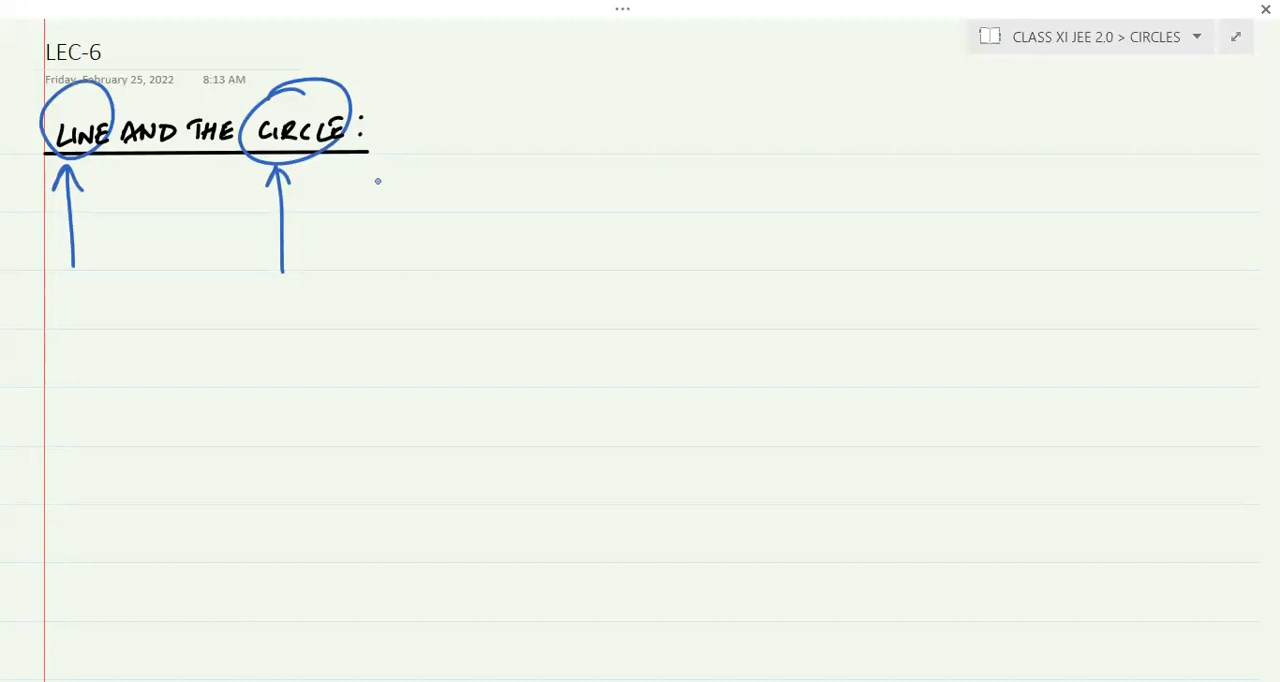 ...
CLASS XI JEE 2.0 > CIRCLES
LEC-6
Friday, February 25, 2022 8:13 AM
LINE AND THE CIRCLE: